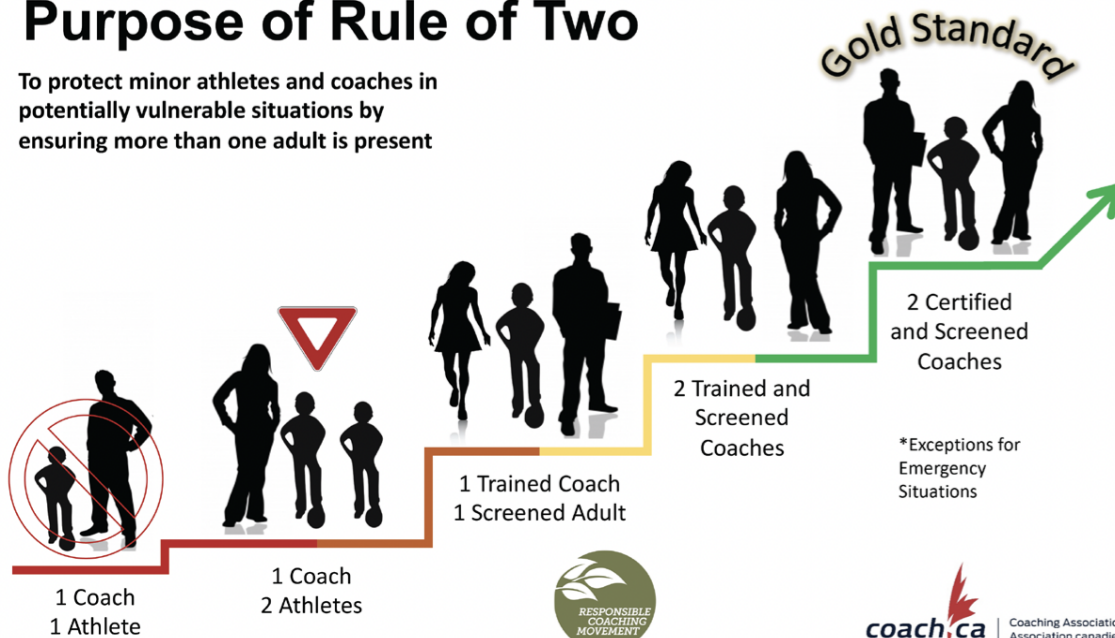 Purpose of Rule of Two
To protect minor athletes and coaches in
potentially vulnerable situations by
ensuring more than one adult is present
Gold Standard
2 Certified
and Screened
Coaches
2 Trained and
Screened
Coaches
*Exceptions for
Emergency
Situations
1 Trained Coach
1 Screened Adult
1 Coach
2 Athletes
1 Coach
1 Athlete
RESPONSIBLE
COACHING
MOVEMENT
coach.ca
Coaching
Association